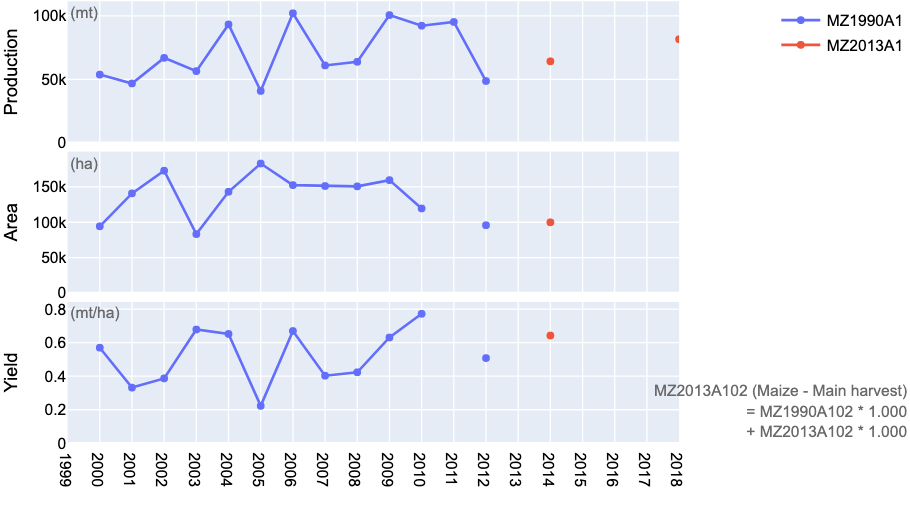 Production
(mt)
100k
50k
0
MZ1990A1
MZ2013A1
Area
(ha)
150k
100k
50k
0
Yield
(mt/ha)
0.8
0.6
0.4
0.2
0
1999
2000
2001
2002
2003
2004
2005
2006
2007
2008
2009
2010
2011
2012
2013
2014
2015
2016
2017
2018
MZ2013A102 (Maize - Main harvest)
= MZ1990A102 * 1.000
+ MZ2013A102 * 1.000